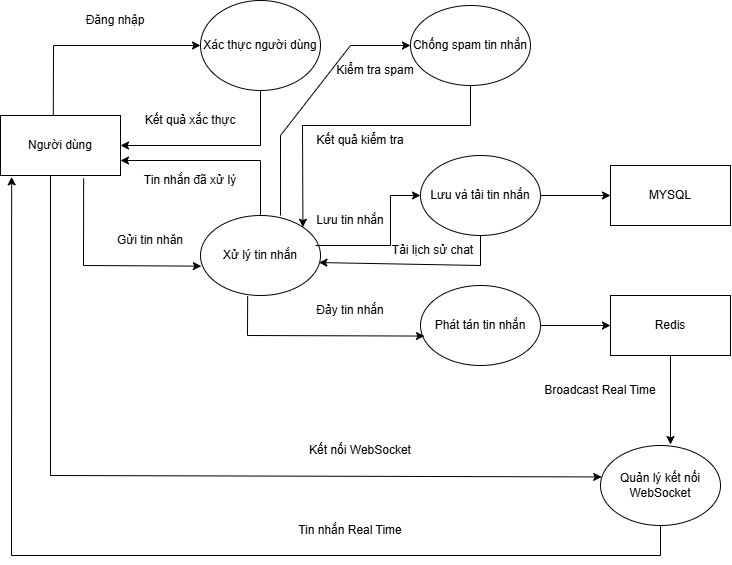 Đăng nhập
Xác thực người dùng
Chống spam tin nhắn
Kiểm tra spam
Kết quả xác thực
Kết quả kiểm tra
Người dùng
Tin nhắn đã xử lý
Lưu và tải tin nhắn
MYSQL
Lưu tin nhắn
Gửi tin nhăn
Xử lý tin nhắn
Tải lịch sử chat
Đảy tin nhắn
Phát tán tin nhắn
Redis
Broadcast Real Time
Kết nối WebSocket
Quản lý kết nối
WebSocket
Tin nhắn Real Time